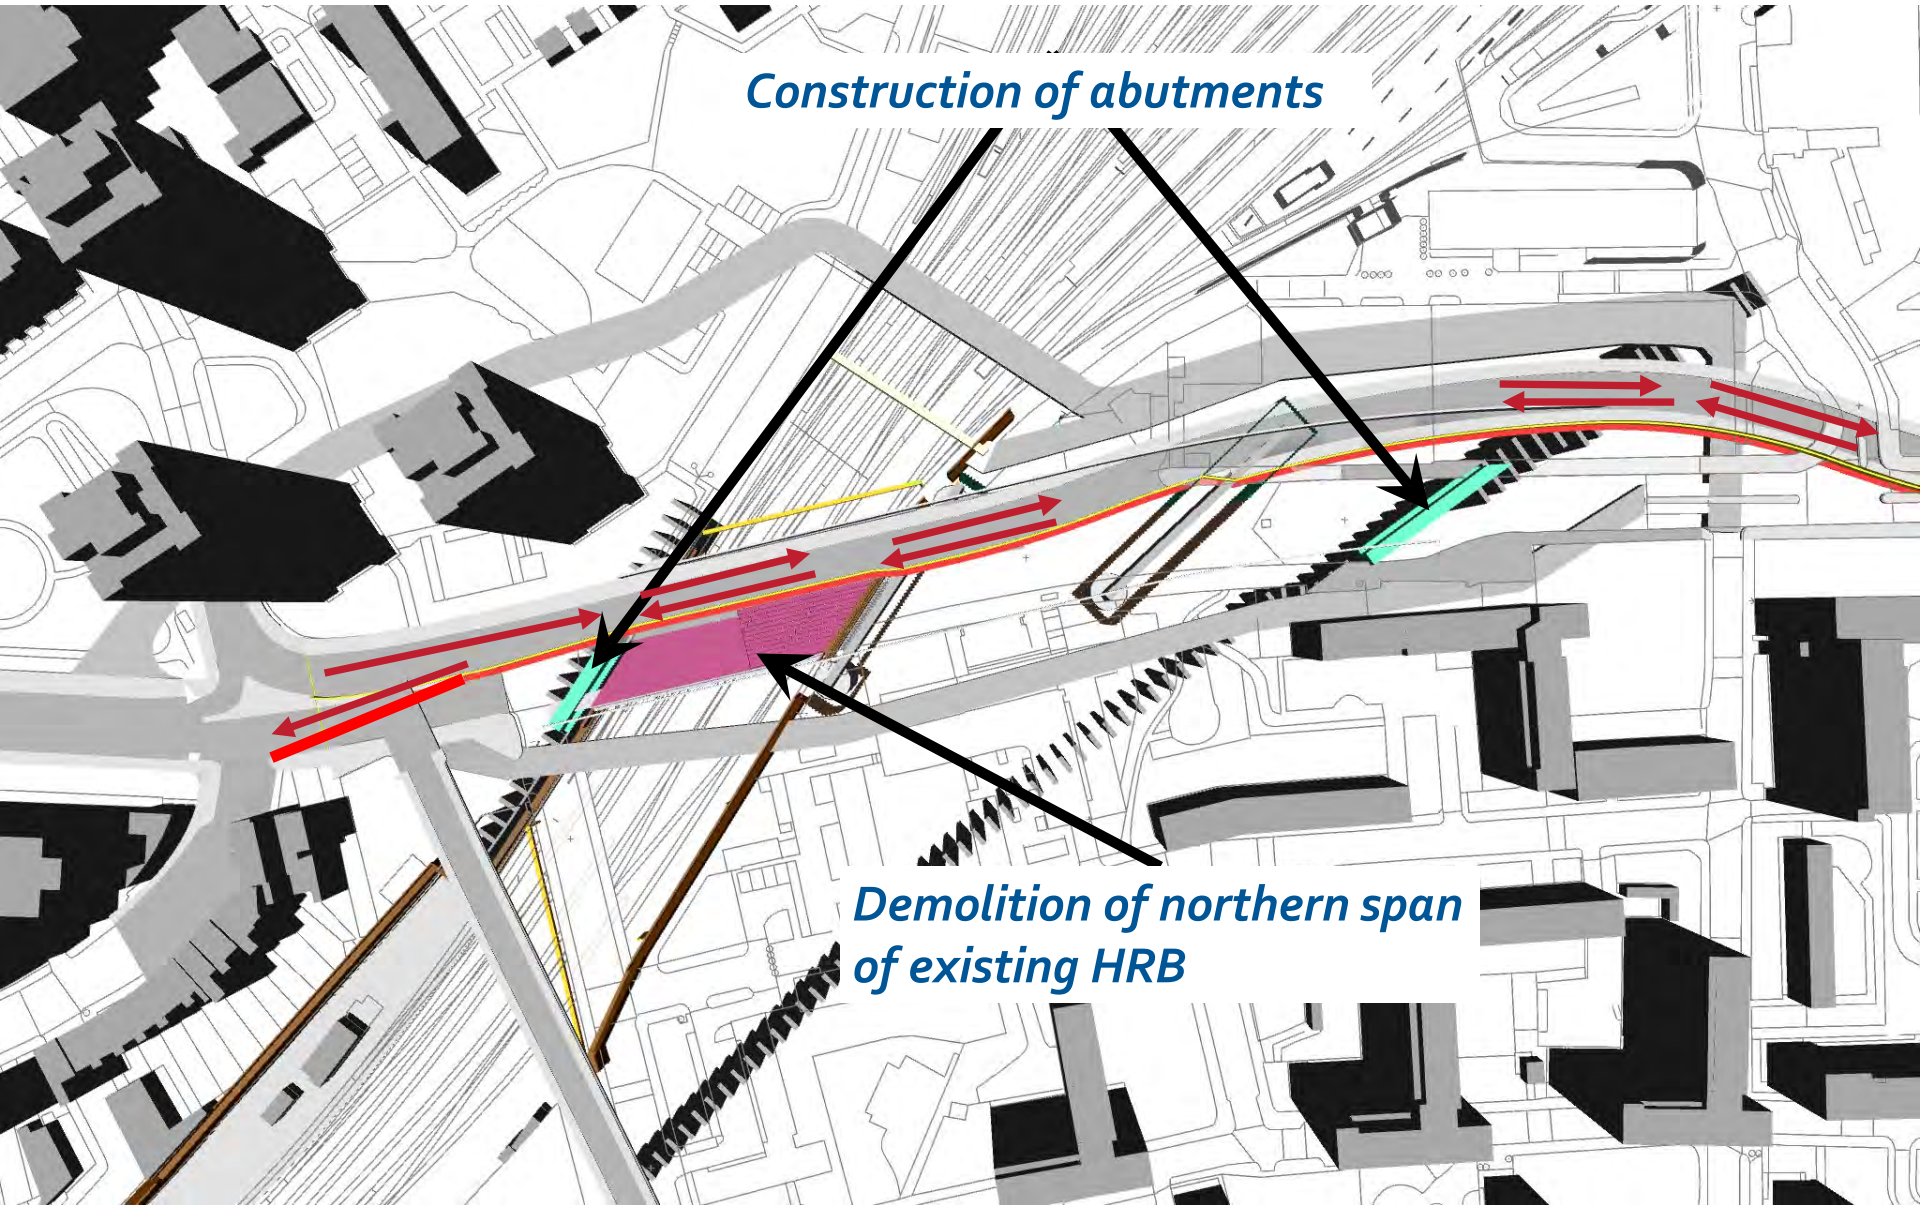 Construction of abutments
Demolition of northern span
of existing HRB